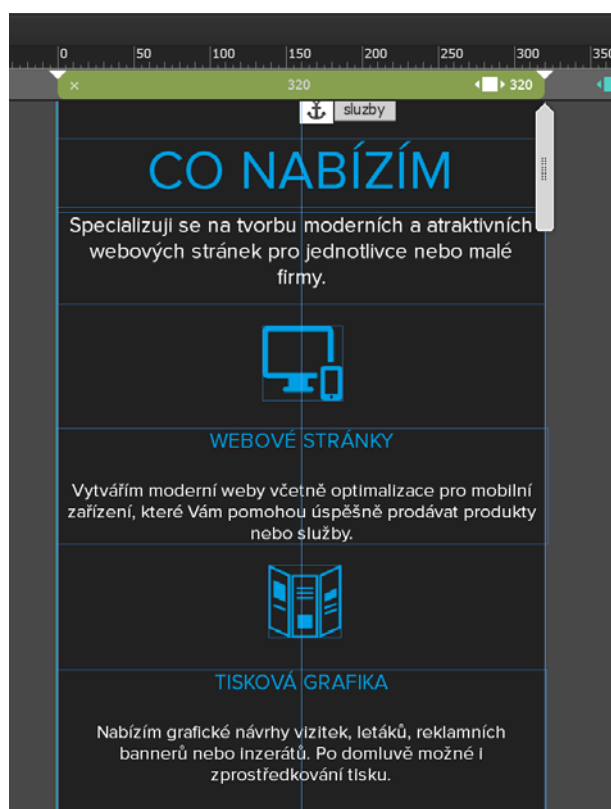 0 50 100 150 200 250 300 350
× 320 320
sluzby
CO NABÍZÍM
Specializuji se na tvorbu moderních a atraktivních
webových stránek pro jednotlivce nebo malé
firmy.
WEBOVÉ STRÁNKY
Vytvářím moderní weby včetně optimalizace pro mobilní
zařízení, které Vám pomohou úspěšně prodávat produkty
nebo služby.
TISKOVÁ GRAFIKA
Nabízím grafické návrhy vizitek, letáků, reklamních
bannerů nebo inzerátů. Po domluvě možné i
zprostředkování tisku.